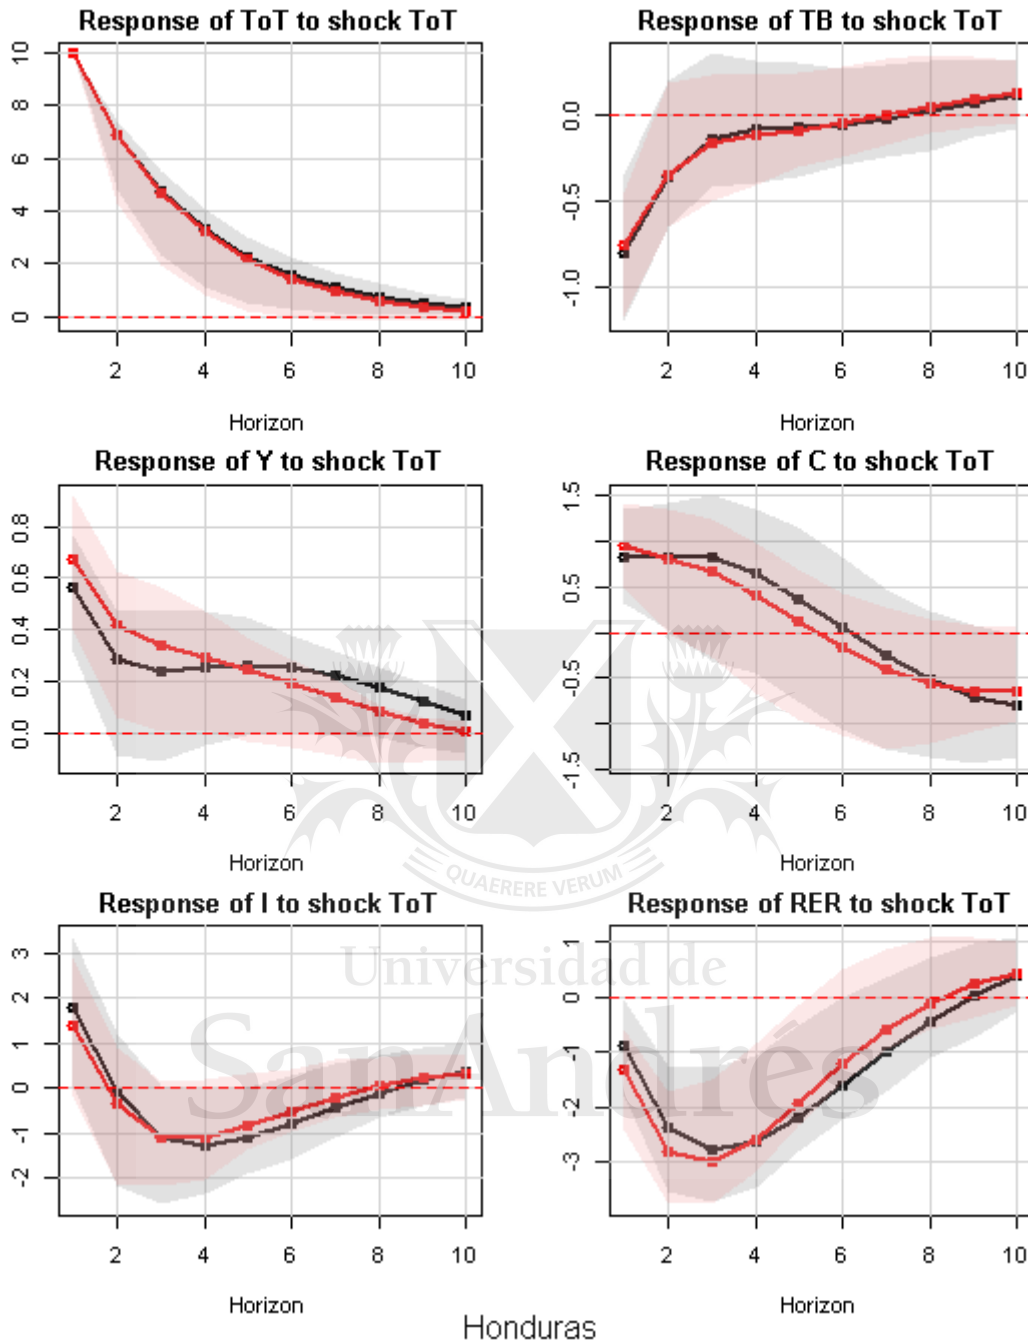 Response of ToT to shock ToT
10
8
6
4
2
0
2 4 6 8 10
Horizon
Response of TB to shock ToT
0.0
-0.5
-1.0
2 4 6 8 10
Horizon
Response of Y to shock ToT
0.8
0.6
0.4
0.2
0.0
2 4 6 8 10
Horizon
Response of C to shock ToT
1.5
0.5
-0.5
-1.5
2 4 6 8 10
Horizon
QUAERERE VERUM
Response of I to shock ToT
3
2
1
0
-1
-2
2 4 6 8 10
Horizon
Response of RER to shock ToT
1
0
-1
-2
-3
2 4 6 8 10
Horizon
Universidad de
SanAndrés
Honduras